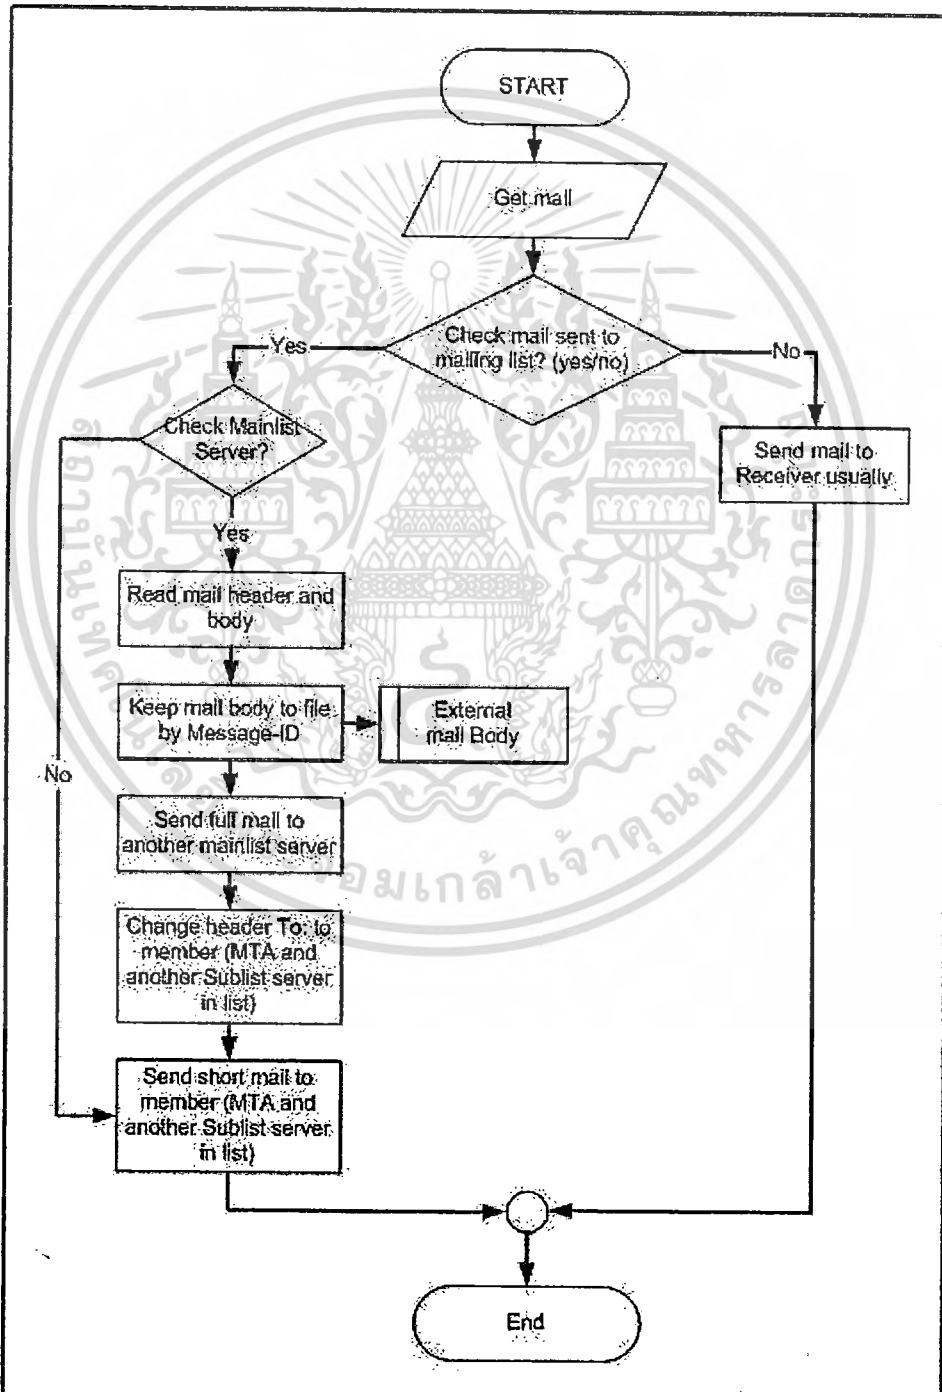 START
Get mail
Check mail sent to
mailing list? (yes/no)
Yes
No
Check Mainlist
Server?
Send mail to
Receiver usually
Yes
Read mail header and
body
Keep mail body to file
by Message-ID
External
mail Body
No
Send full mail to
another mainlist server
Change header To: to
member (MTA and
another Sublist server
in list)
Send short mail to
member (MTA and
another Sublist server
in list)
End